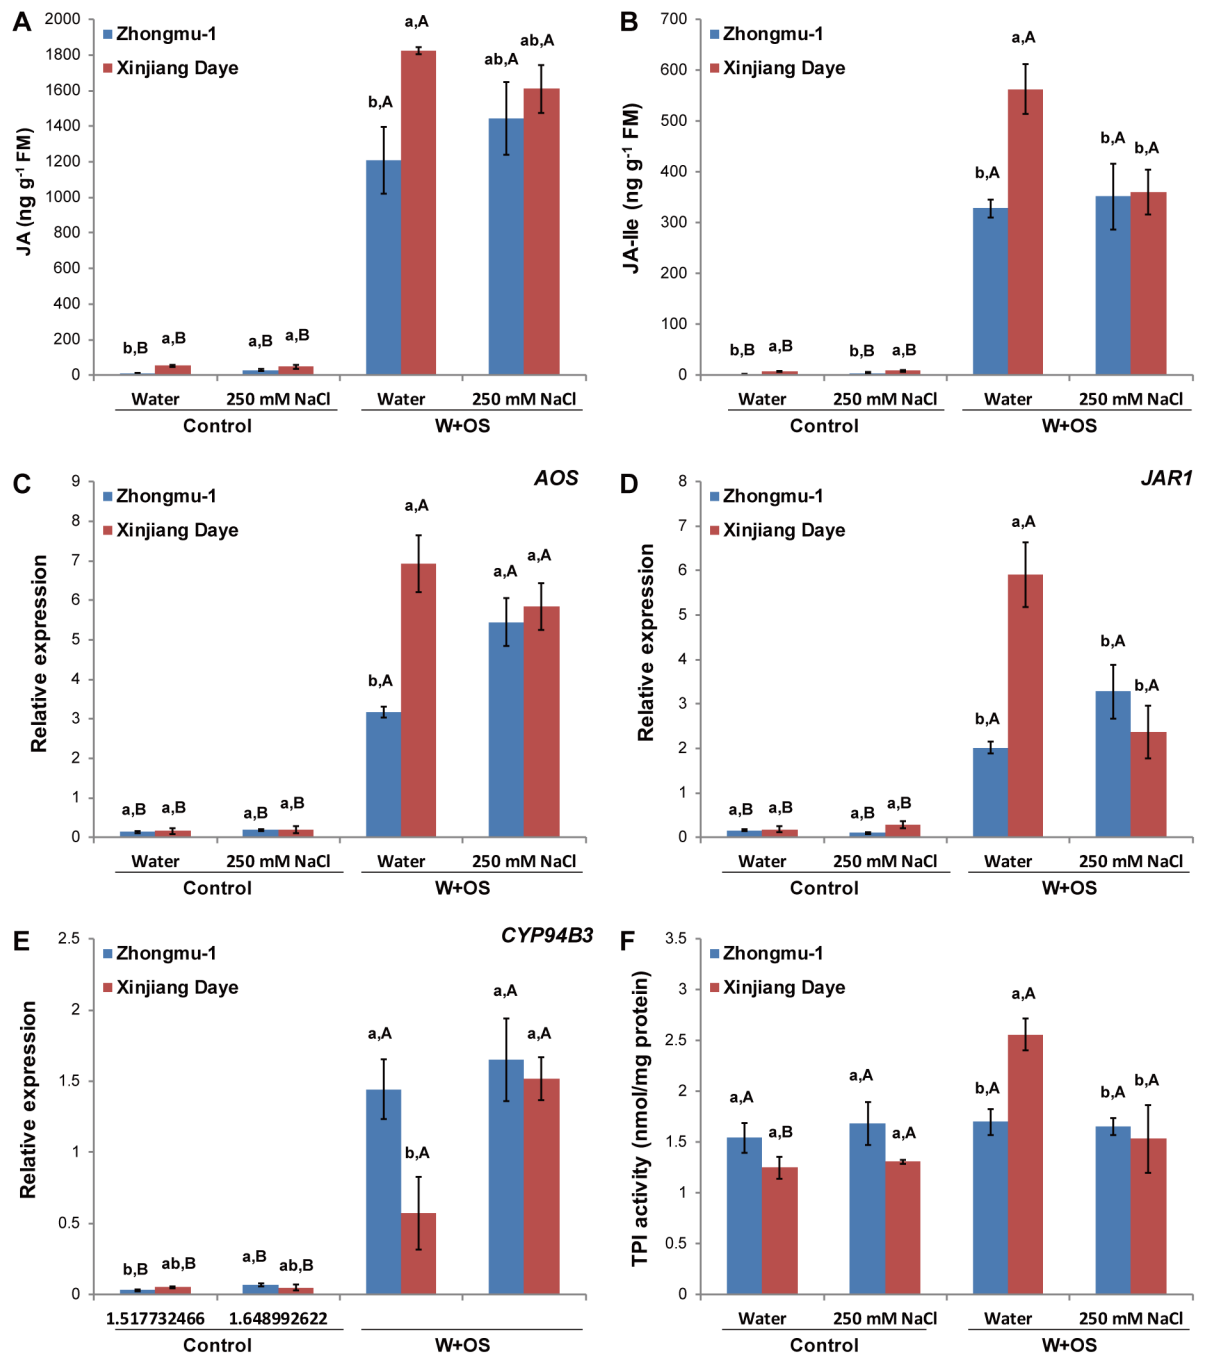 A
2000
1800
1600
1400
1200
1000
800
600
400
200
0
JA (ng g-1 FM)
Zhongmu-1
Xinjiang Daye
b,B
a,B
a,B
a,B
b,A
a,A
ab,A
ab,A
Water 250 mM NaCl Water 250 mM NaCl
Control W+OS
B
700
600
500
400
300
200
100
0
JA-Ile (ng g-1 FM)
Zhongmu-1
Xinjiang Daye
b,B
a,B
b,B
a,B
b,A
a,A
b,A
b,A
Water 250 mM NaCl Water 250 mM NaCl
Control W+OS
C
AOS
9
8
7
6
5
4
3
2
1
0
Relative expression
Zhongmu-1
Xinjiang Daye
a,B
a,B
a,B
a,B
b,A
a,A
a,A
a,A
Water 250 mM NaCl Water 250 mM NaCl
Control W+OS
D
JAR1
8
7
6
5
4
3
2
1
0
Relative expression
Zhongmu-1
Xinjiang Daye
a,B
a,B
a,B
a,B
b,A
a,A
b,A
b,A
Water 250 mM NaCl Water 250 mM NaCl
Control W+OS
E
CYP94B3
2.5
2
1.5
1
0.5
0
Relative expression
Zhongmu-1
Xinjiang Daye
b,B
ab,B
a,B
ab,B
a,A
b,A
a,A
a,A
1.517732466 1.648992622
Control W+OS
F
3.5
3
2.5
2
1.5
1
0.5
0
TPI activity (nmol/mg protein)
Zhongmu-1
Xinjiang Daye
a,A
a,B
a,A
a,A
b,A
a,A
b,A
b,A
Water 250 mM NaCl Water 250 mM NaCl
Control W+OS